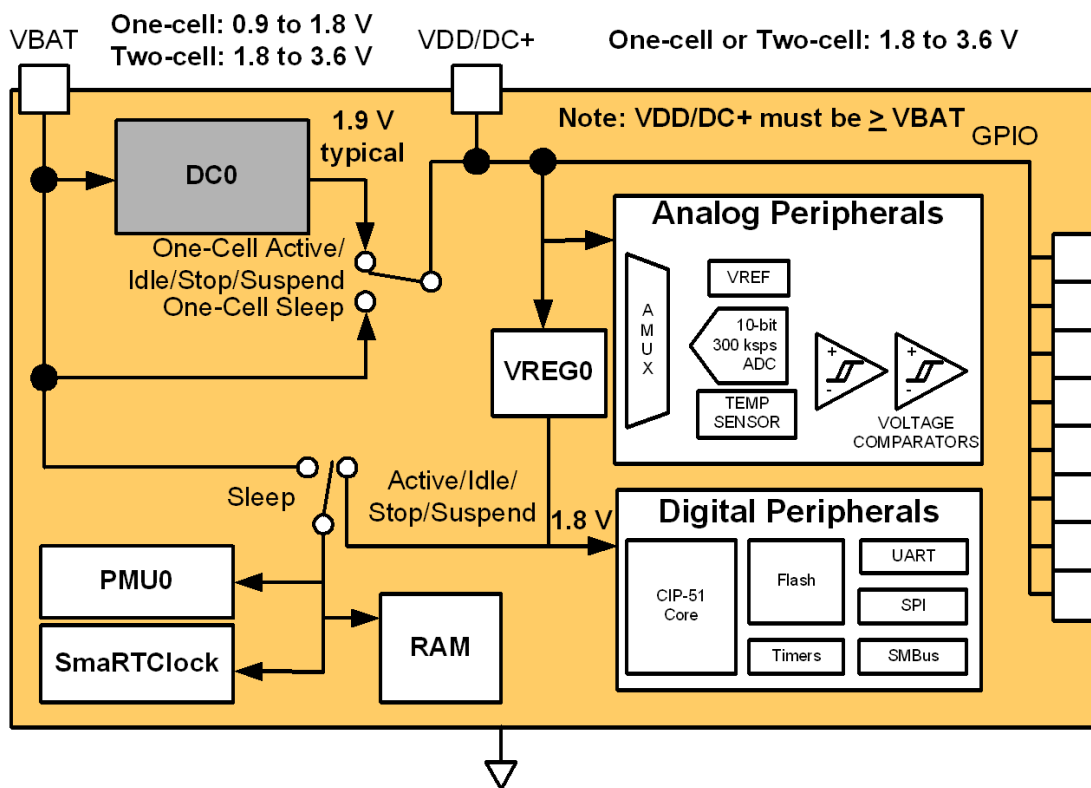 VBAT
One-cell: 0.9 to 1.8 V
Two-cell: 1.8 to 3.6 V
VDD/DC+
One-cell or Two-cell: 1.8 to 3.6 V
Note: VDD/DC+ must be ≥ VBAT
GPIO
1.9 V
typical
DC0
One-Cell Active/
Idle/Stop/Suspend
One-Cell Sleep
VREG0
Analog Peripherals
AMUX
VREF
10-bit
300 ksps
ADC
TEMP
SENSOR
+
-
+
-
VOLTAGE
COMPARATORS
Sleep
Active/Idle/
Stop/Suspend
1.8 V
Digital Peripherals
CIP-51
Core
Flash
Timers
UART
SPI
SMBus
PMU0
SmaRTClock
RAM